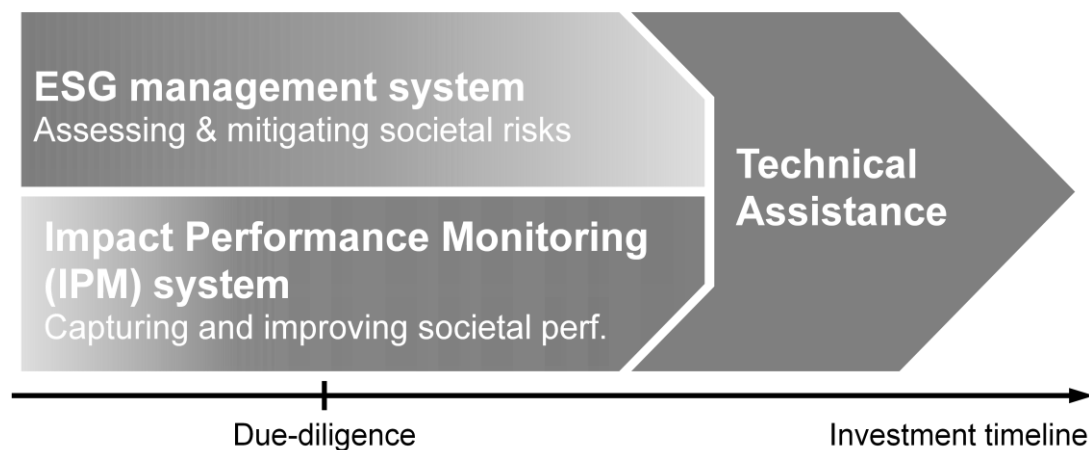 ESG management system
Assessing & mitigating societal risks
Impact Performance Monitoring
(IPM) system
Capturing and improving societal perf.
Technical
Assistance
Due-diligence
Investment timeline